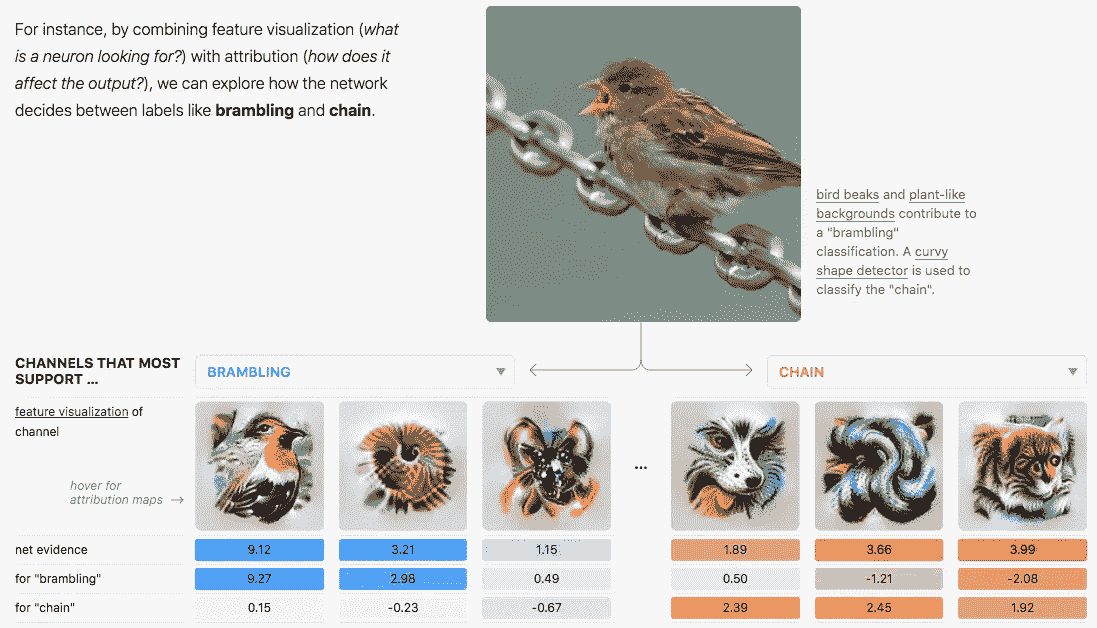 For instance, by combining feature visualization (what
is a neuron looking for?) with attribution (how does it
affect the output?), we can explore how the network
decides between labels like brambling and chain.
bird beaks and plant-like
backgrounds contribute to
a "brambling"
classification. A curvy
shape detector is used to
classify the "chain".
CHANNELS THAT MOST
SUPPORT ...
BRAMBLING
CHAIN
feature visualization of
channel
hover for
attribution maps →
...
net evidence 9.12 3.21 1.15 1.89 3.66 3.99
for "brambling" 9.27 2.98 0.49 0.50 -1.21 -2.08
for "chain" 0.15 -0.23 -0.67 2.39 2.45 1.92